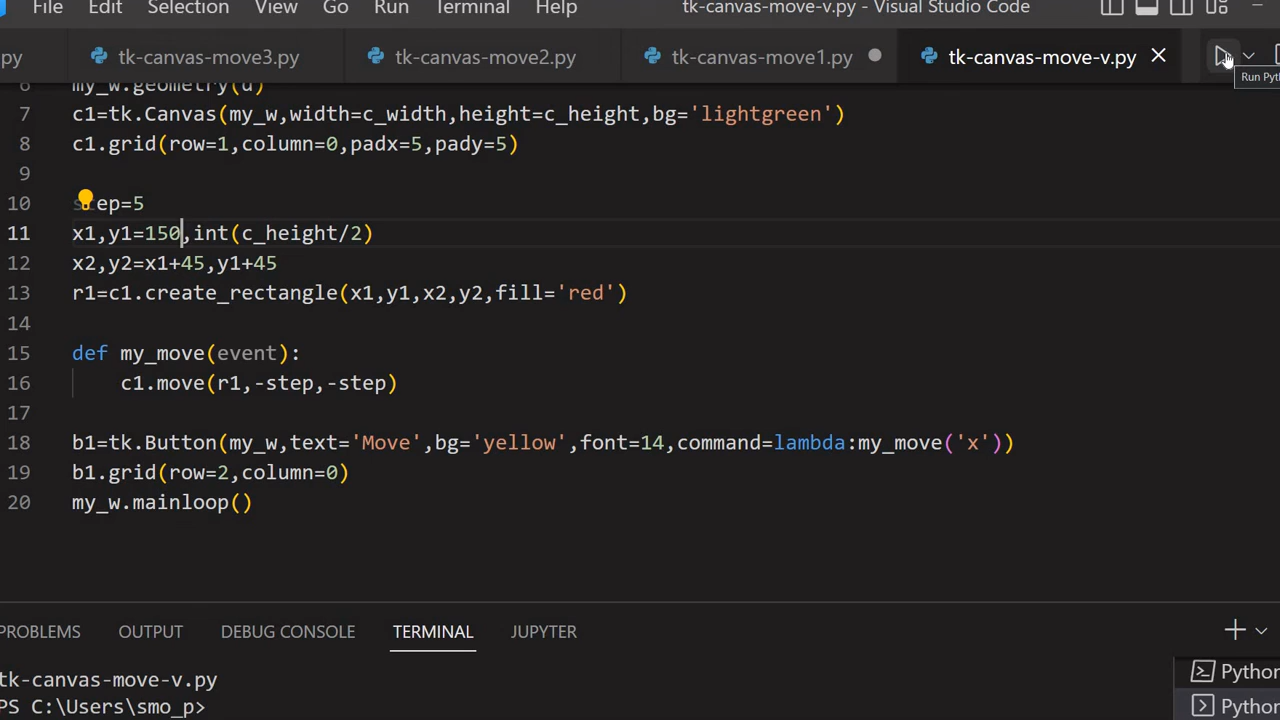 File Edit Selection View Go Run Terminal Help tk-canvas-move-v.py - Visual Studio Code
py tk-canvas-move3.py tk-canvas-move2.py tk-canvas-move1.py tk-canvas-move-v.py
Run Pyth
6 my_w.geometry(d)
7 c1=tk.Canvas(my_w,width=c_width,height=c_height,bg='lightgreen')
8 c1.grid(row=1,column=0,padx=5,pady=5)
9
10 step=5
11 x1,y1=150,int(c_height/2)
12 x2,y2=x1+45,y1+45
13 r1=c1.create_rectangle(x1,y1,x2,y2,fill='red')
14
15 def my_move(event):
16 c1.move(r1,-step,-step)
17
18 b1=tk.Button(my_w,text='Move',bg='yellow',font=14,command=lambda:my_move('x'))
19 b1.grid(row=2,column=0)
20 my_w.mainloop()
PROBLEMS OUTPUT DEBUG CONSOLE TERMINAL JUPYTER
tk-canvas-move-v.py
PS C:\Users\smo_p>
Python
Python